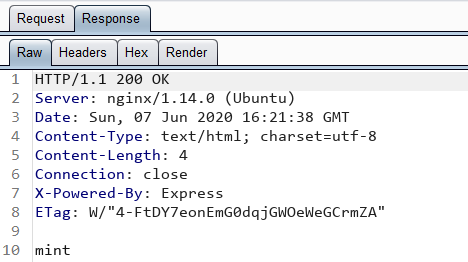 Request Response
Raw Headers Hex Render
1 HTTP/1.1 200 OK
2 Server: nginx/1.14.0 (Ubuntu)
3 Date: Sun, 07 Jun 2020 16:21:38 GMT
4 Content-Type: text/html; charset=utf-8
5 Content-Length: 4
6 Connection: close
7 X-Powered-By: Express
8 ETag: W/"4-FtDY7eonEmG0dqjGWOeWeGCrmZA"
9
10 mint